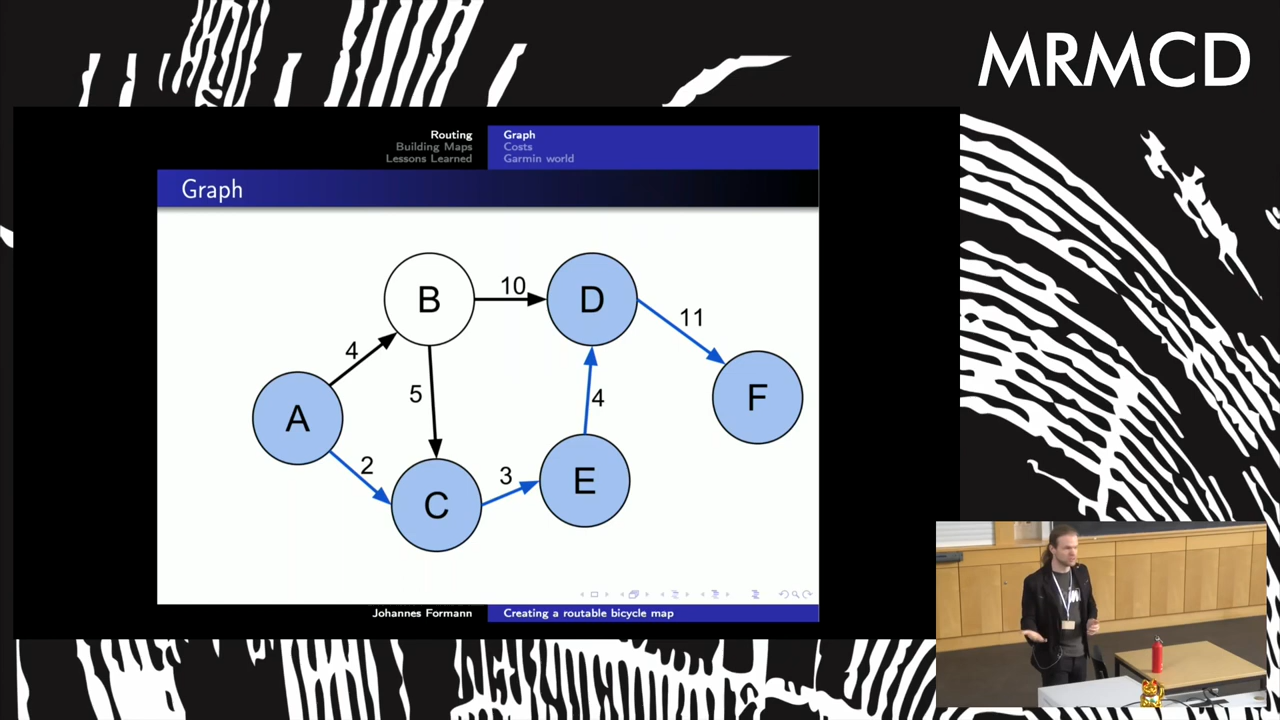 MRMCD
Routing
Building Maps
Lessons Learned
Graph
Costs
Garmin world
Graph
B
10
D
11
4
5
4
F
A
2
3
E
C
Johannes Formann
Creating a routable bicycle map